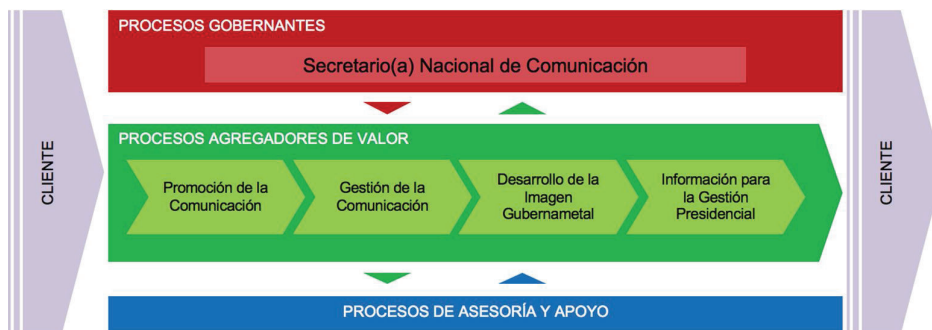 CLIENTE
PROCESOS GOBERNANTES
Secretario(a) Nacional de Comunicación
PROCESOS AGREGADORES DE VALOR
Promoción de la
Comunicación
Gestión de la
Comunicación
Desarrollo de la
Imagen
Gubernametal
Información para
la Gestión
Presidencial
PROCESOS DE ASESORÍA Y APOYO
CLIENTE